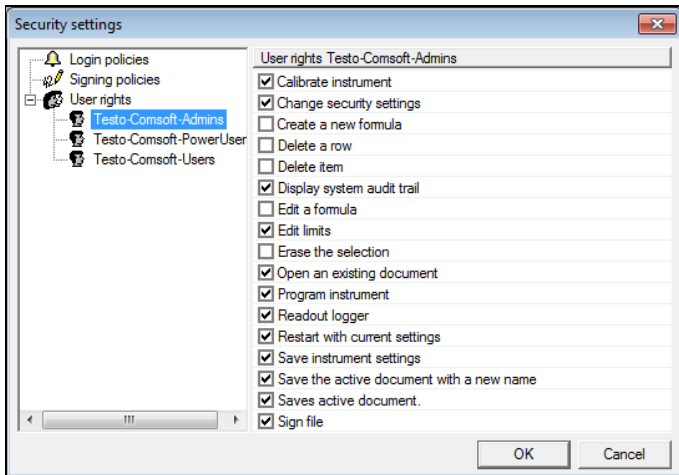 Security settings
Login policies
Signing policies
User rights
Testo-Comsoft-Admins
Testo-Comsoft-PowerUser
Testo-Comsoft-Users
User rights Testo-Comsoft-Admins
Calibrate instrument
Change security settings
Create a new formula
Delete a row
Delete item
Display system audit trail
Edit a formula
Edit limits
Erase the selection
Open an existing document
Program instrument
Readout logger
Restart with current settings
Save instrument settings
Save the active document with a new name
Saves active document.
Sign file
OK
Cancel